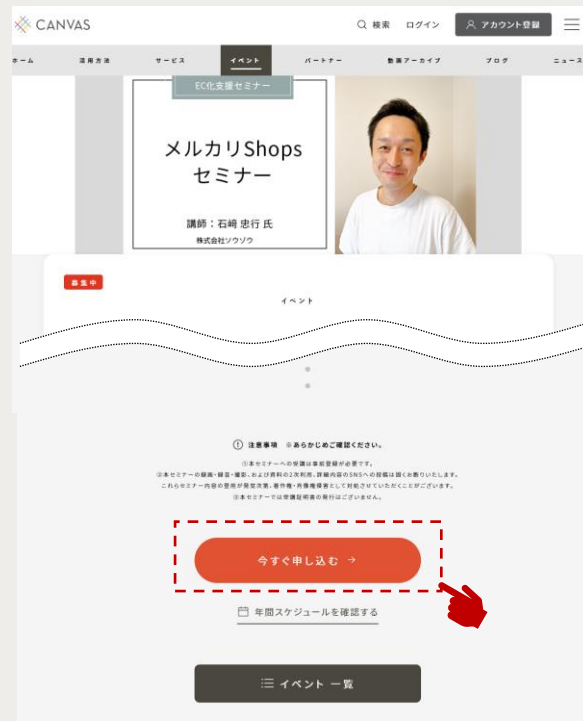 CANVAS
検索 ログイン アカウント登録
ホーム 活用方法 サービス イベント パートナー 動画アーカイブ ブログ ニュース
EC化支援セミナー
メルカリShops
セミナー
講師：石﨑 忠行 氏
株式会社ソウゾウ
募集中
イベント
注意事項 ※あらかじめご確認ください。
①本セミナーへの受講は事前登録が必要です。
②本セミナーの録画・録音・撮影、および資料の2次利用、詳細内容のSNSへの投稿は固くお断りいたします。
これらセミナー内容の登用が発覚次第、著作権・肖像権侵害として対処させていただくことがございます。
③本セミナーでは受講証明書の発行はございません。
今すぐ申し込む →
年間スケジュールを確認する
イベント 一覧